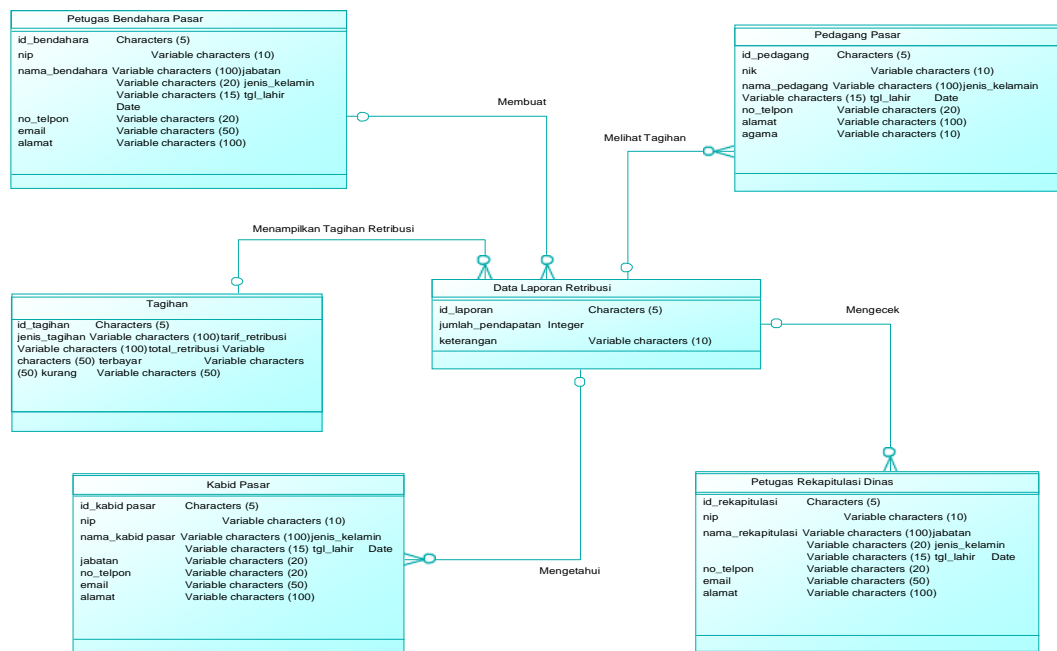 Petugas Bendahara Pasar
id_bendahara Characters (5)
nip Variable characters (10)
nama_bendahara Variable characters (100)jabatan
Variable characters (20) jenis_kelamin
Variable characters (15) tgl_lahir
Date
no_telpon Variable characters (20)
email Variable characters (50)
alamat Variable characters (100)
Membuat
Pedagang Pasar
id_pedagang Characters (5)
nik Variable characters (10)
nama_pedagang Variable characters (100)jenis_kelamain
Variable characters (15) tgl_lahir Date
no_telpon Variable characters (20)
alamat Variable characters (100)
agama Variable characters (10)
Melihat Tagihan
Menampilkan Tagihan Retribusi
Tagihan
id_tagihan Characters (5)
jenis_tagihan Variable characters (100)tarif_retribusi
Variable characters (100)total_retribusi Variable
characters (50) terbayar Variable characters
(50) kurang Variable characters (50)
Data Laporan Retribusi
id_laporan Characters (5)
jumlah_pendapatan Integer
keterangan Variable characters (10)
Mengecek
Kabid Pasar
id_kabid pasar Characters (5)
nip Variable characters (10)
nama_kabid pasar Variable characters (100)jenis_kelamin
Variable characters (15) tgl_lahir Date
jabatan Variable characters (20)
no_telpon Variable characters (20)
email Variable characters (50)
alamat Variable characters (100)
Mengetahui
Petugas Rekapitulasi Dinas
id_rekapitulasi Characters (5)
nip Variable characters (10)
nama_rekapitulasi Variable characters (100)jabatan
Variable characters (20) jenis_kelamin
Variable characters (15) tgl_lahir Date
no_telpon Variable characters (20)
email Variable characters (50)
alamat Variable characters (100)